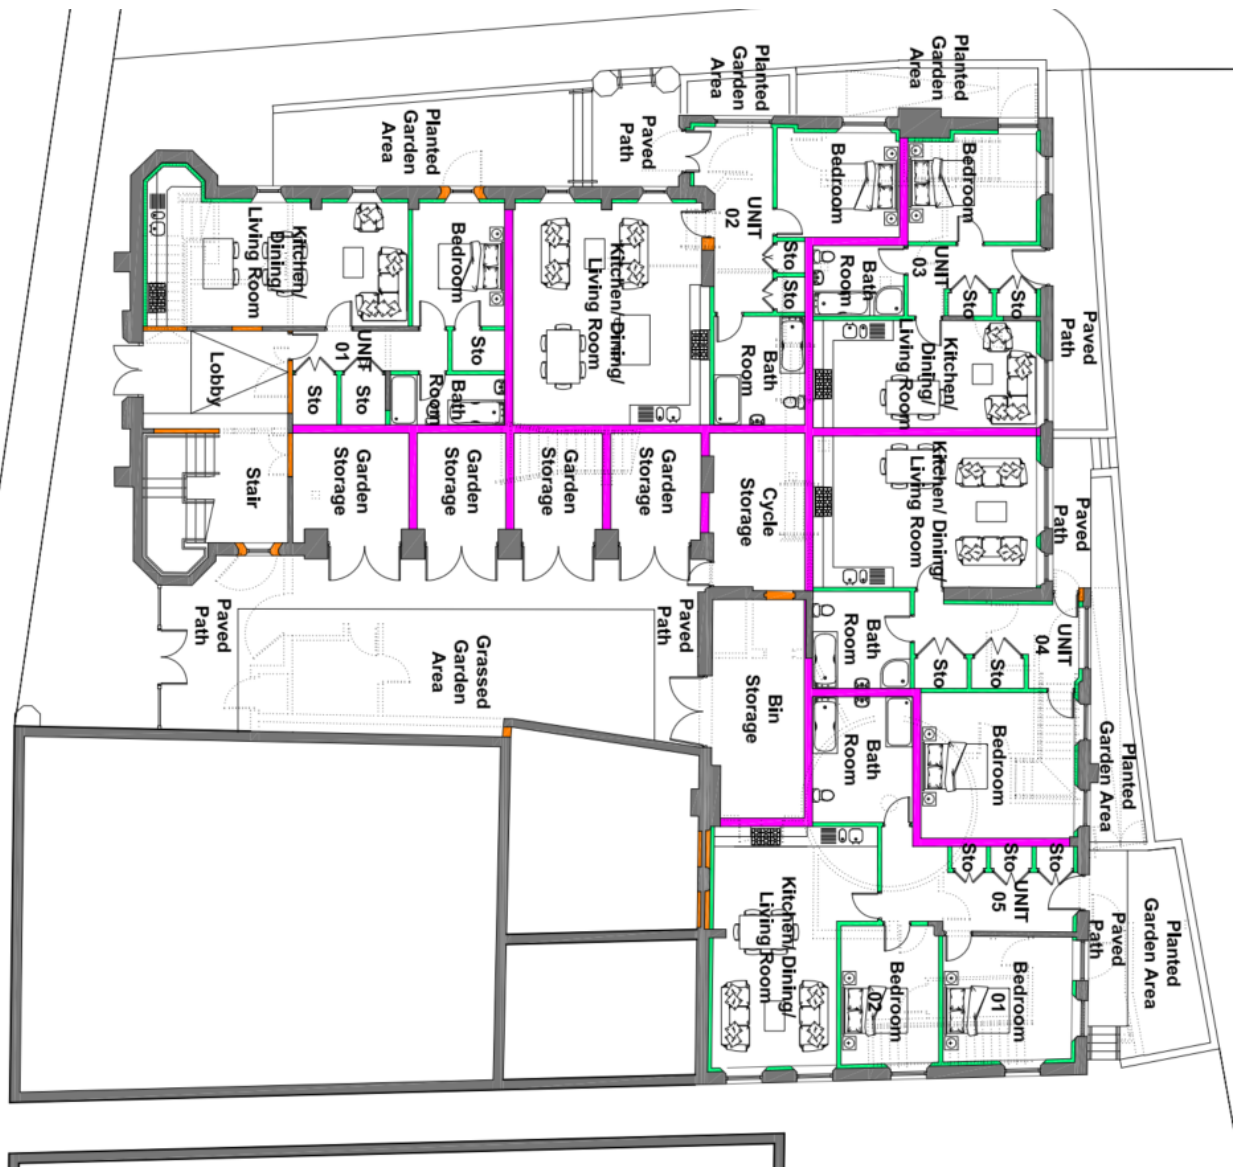 Planted
Garden
Area
Planted
Garden
Area
Planted
Garden
Area
Paved
Path
Bedroom
Bedroom
UNIT
02
Kitchen/
Dining/
Living Room
Bedroom
Kitchen/ Dining/
Living Room
Sto
Sto
Bath
Room
UNIT
03
Sto
Sto
Paved
Path
Lobby
UNIT
01
Sto
Sto
Sto
Bath
Room
Bath
Room
Kitchen/
Dining/
Living Room
Stair
Garden
Storage
Garden
Storage
Garden
Storage
Garden
Storage
Cycle
Storage
Kitchen/ Dining/
Living Room
Paved
Path
Paved
Path
Grassed
Garden
Area
Paved
Path
Bin
Storage
Bath
Room
Sto
Sto
UNIT
04
Bath
Room
Bedroom
Planted
Garden Area
Sto
Sto
Sto
UNIT
05
Kitchen/ Dining/
Living Room
Bedroom
02
Bedroom
01
Paved
Path
Planted
Garden Area